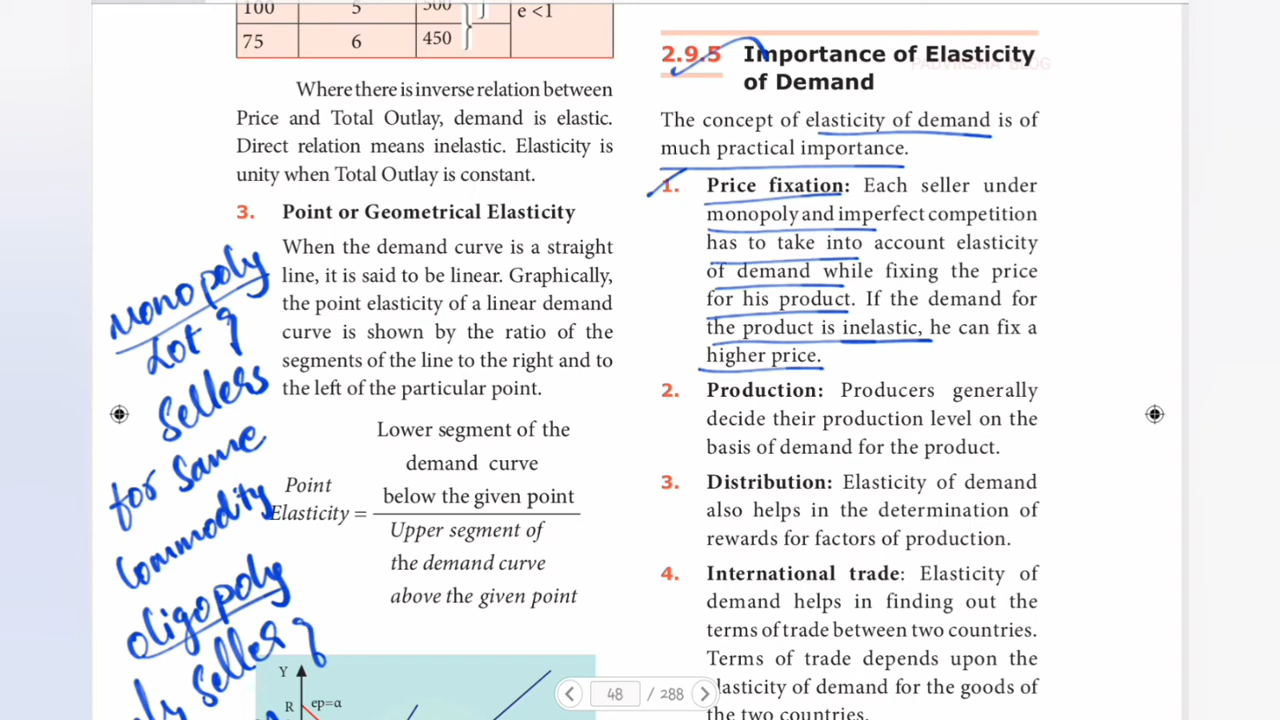 100 5 500
e <1
75 6 450
Where there is inverse relation between
Price and Total Outlay, demand is elastic.
Direct relation means inelastic. Elasticity is
unity when Total Outlay is constant.
3. Point or Geometrical Elasticity
When the demand curve is a straight
line, it is said to be linear. Graphically,
the point elasticity of a linear demand
curve is shown by the ratio of the
segments of the line to the right and to
the left of the particular point.
Point Elasticity =
Lower segment of the
demand curve
below the given point
Upper segment of
the demand curve
above the given point
Y
R ep=α
Monopoly
Lot of
Sellers
for Same
Commodity
oligopoly
seller of
2.9.5 Importance of Elasticity
of Demand
PADVIKSHA BLOG
The concept of elasticity of demand is of
much practical importance.
1. Price fixation: Each seller under
monopoly and imperfect competition
has to take into account elasticity
of demand while fixing the price
for his product. If the demand for
the product is inelastic, he can fix a
higher price.
2. Production: Producers generally
decide their production level on the
basis of demand for the product.
3. Distribution: Elasticity of demand
also helps in the determination of
rewards for factors of production.
4. International trade: Elasticity of
demand helps in finding out the
terms of trade between two countries.
Terms of trade depends upon the
elasticity of demand for the goods of
the two countries.
48 / 288